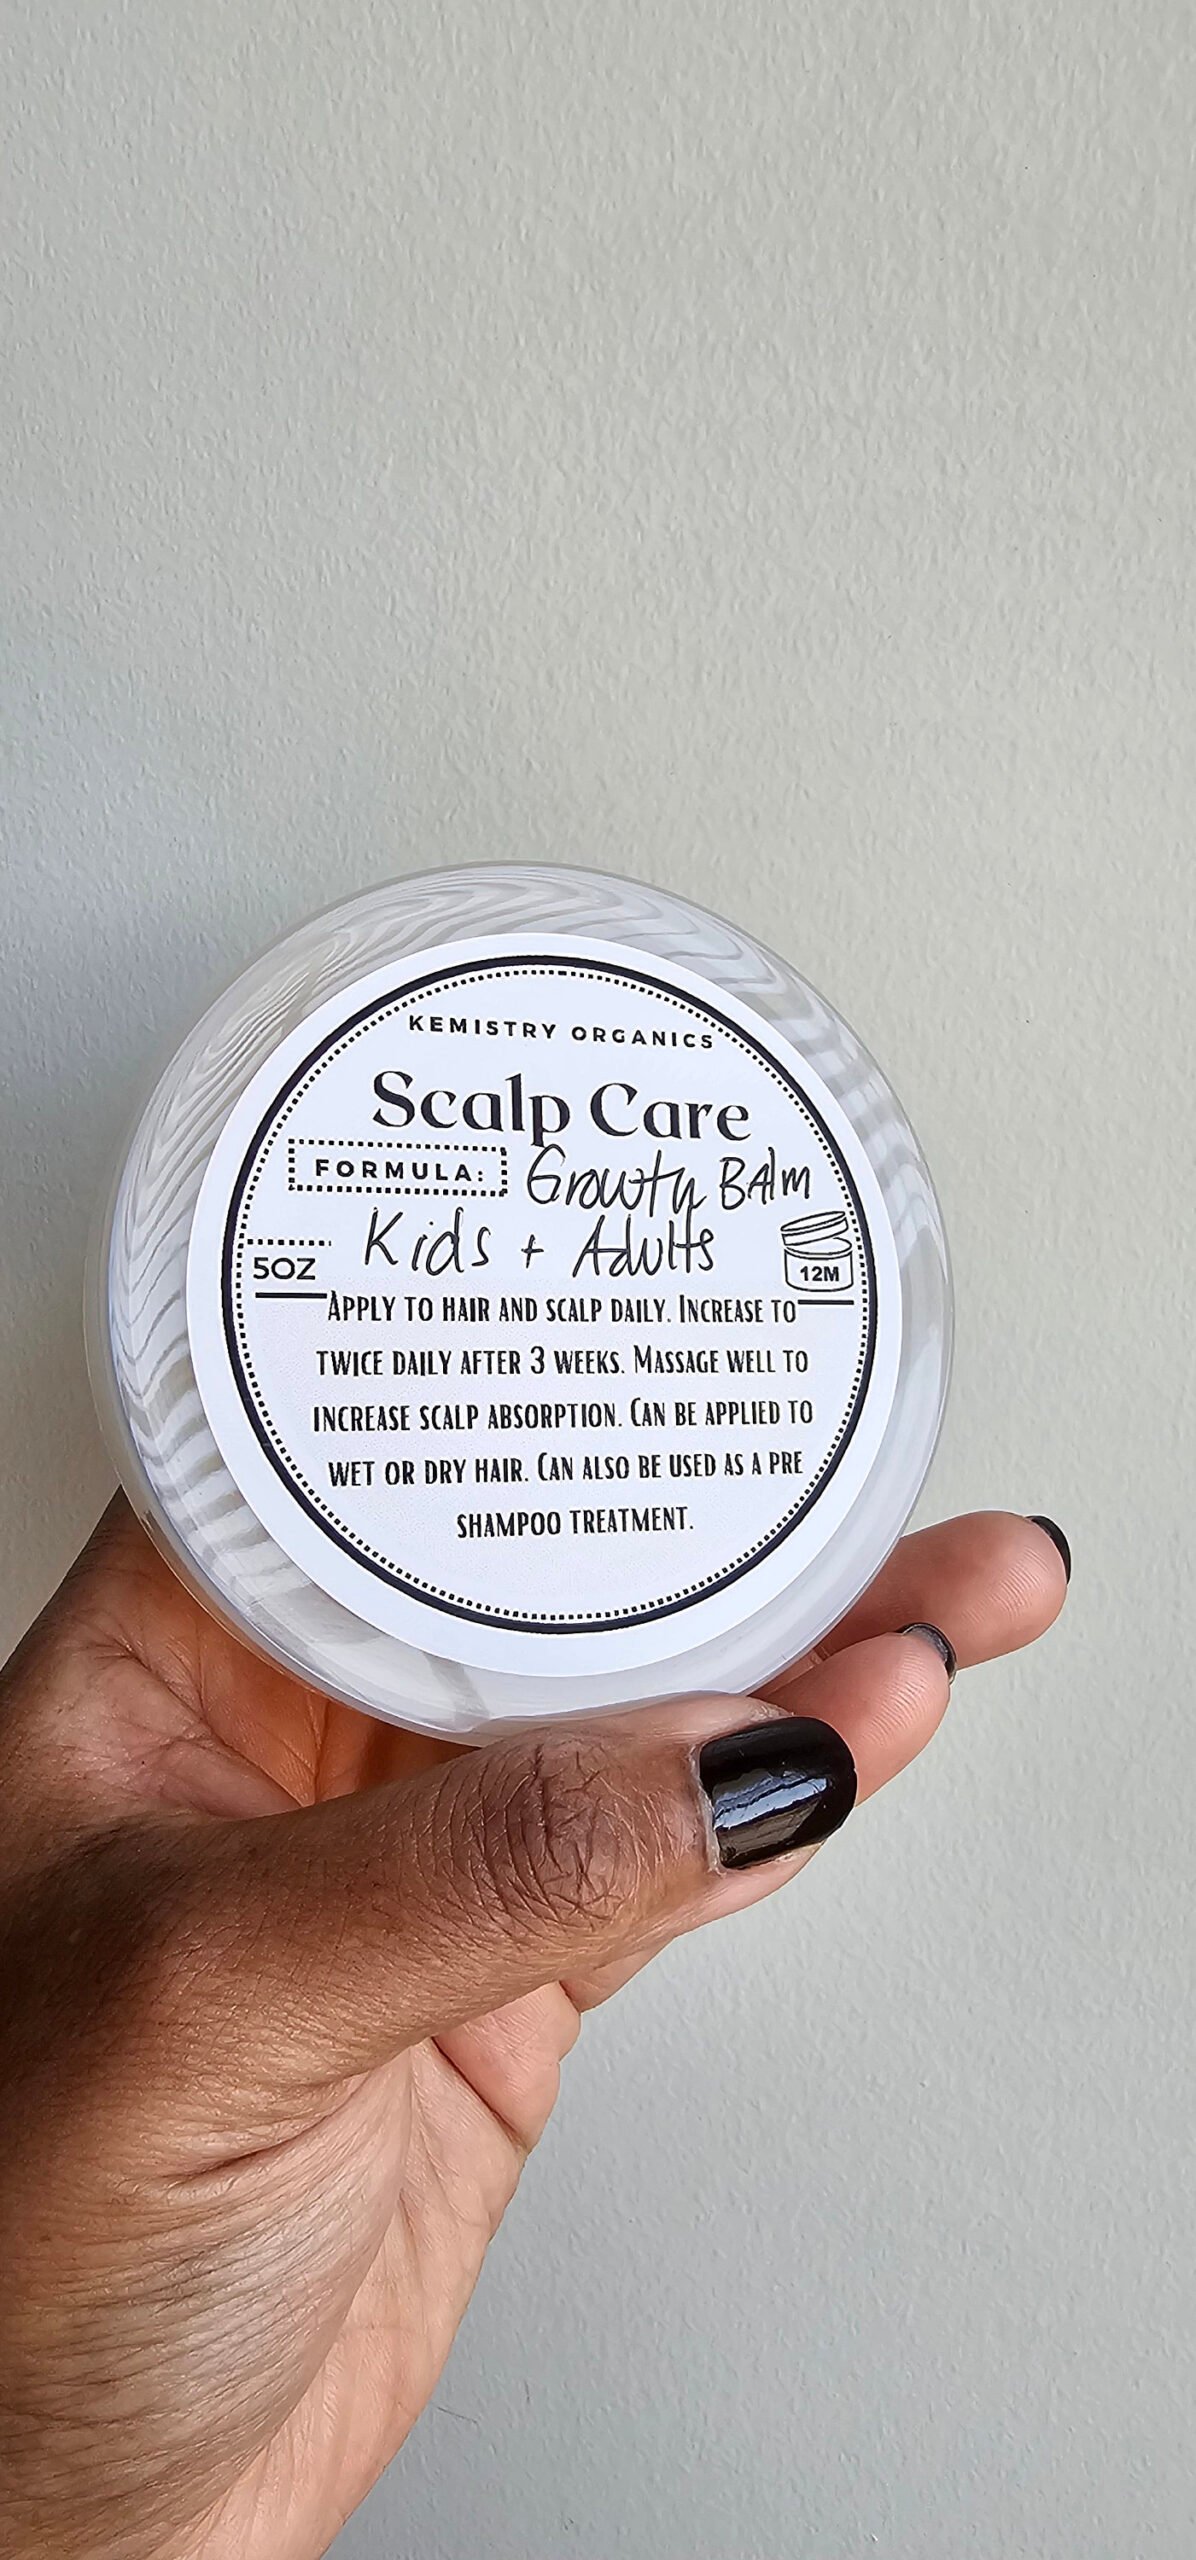 KEMISTRY ORGANICS
Scalp Care
FORMULA: Growth BAlm
Kids + Adults
5OZ
12M
APPLY TO HAIR AND SCALP DAILY. INCREASE TO
TWICE DAILY AFTER 3 WEEKS. MASSAGE WELL TO
INCREASE SCALP ABSORPTION. CAN BE APPLIED TO
WET OR DRY HAIR. CAN ALSO BE USED AS A PRE
SHAMPOO TREATMENT.